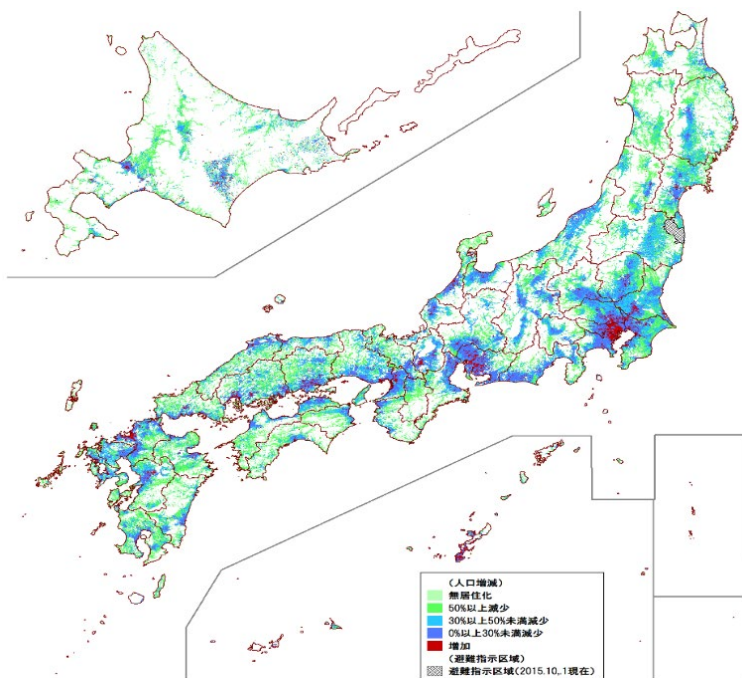 (人口増減)
無居住化
50%以上減少
30%以上50%未満減少
0%以上30%未満減少
増加
(避難指示区域)
避難指示区域(2015.10,.1現在)